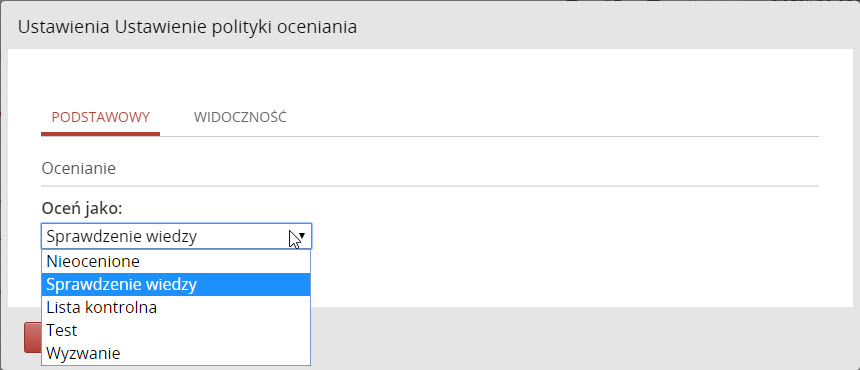 Ustawienia Ustawienie polityki oceniania
PODSTAWOWY WIDOCZNOŚĆ
Ocenianie
Oceń jako:
Sprawdzenie wiedzy
Nieocenione
Sprawdzenie wiedzy
Lista kontrolna
Test
Wyzwanie